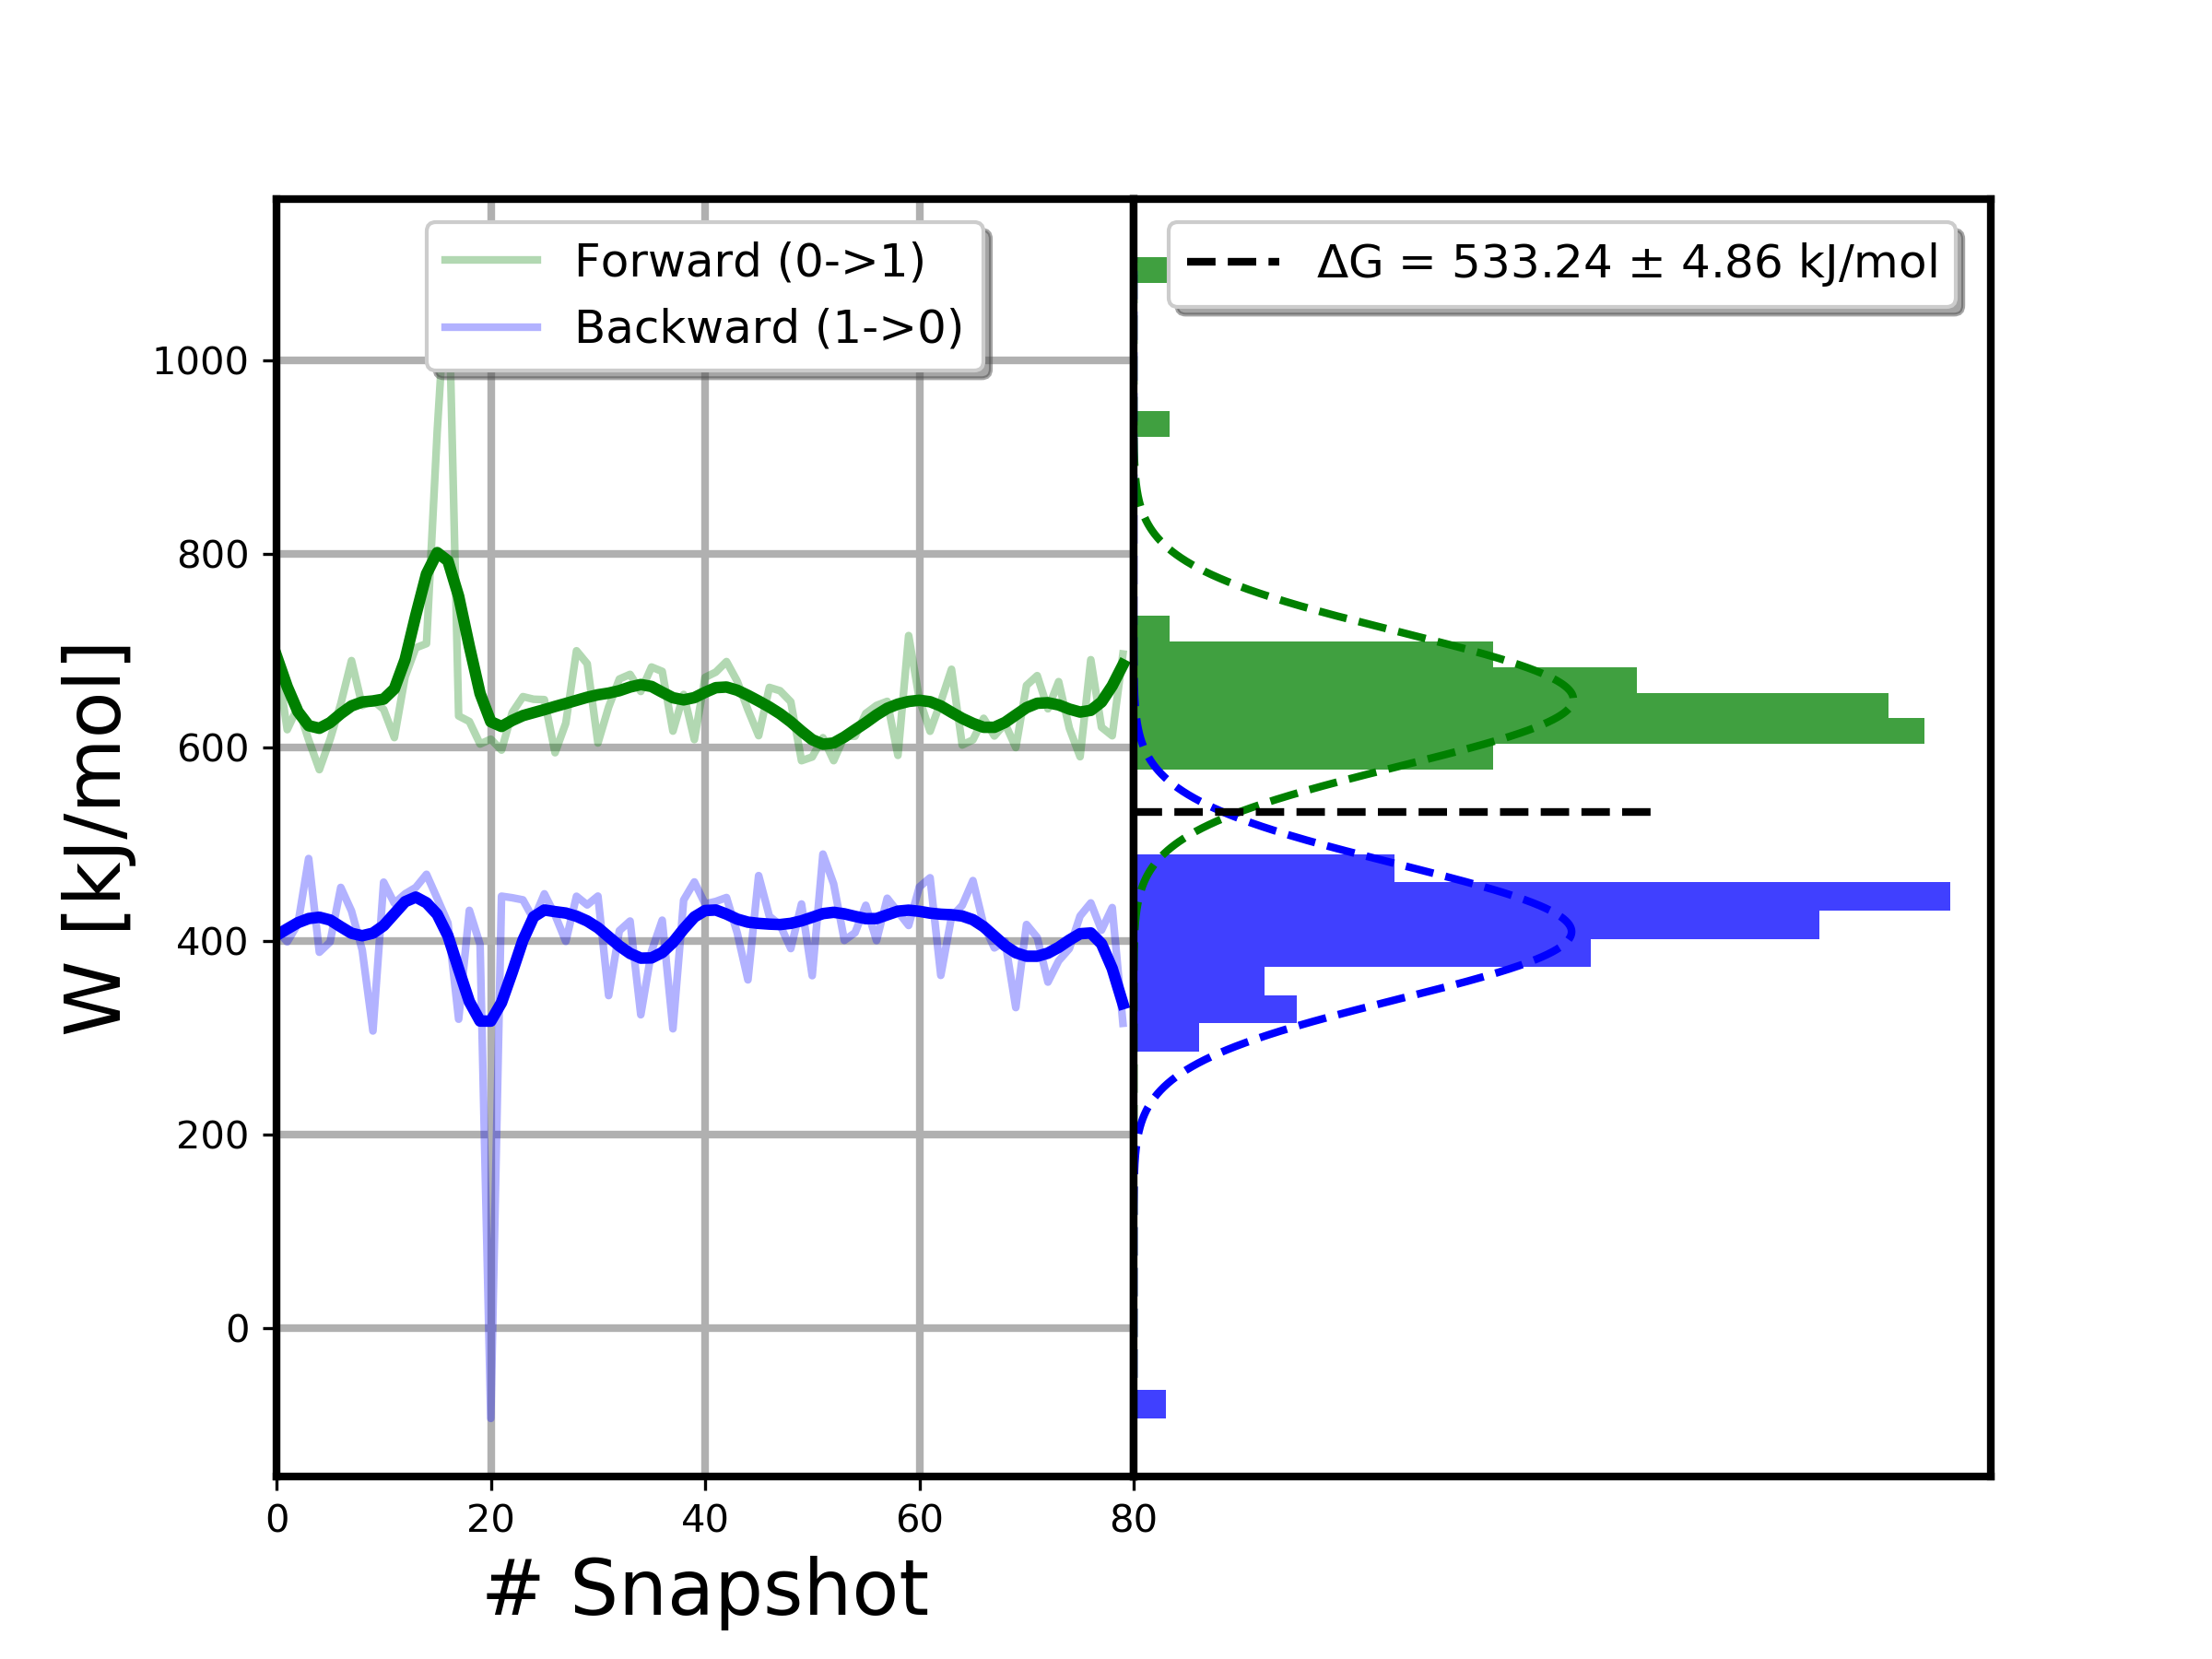 Forward (0->1)
Backward (1->0)
ΔG = 533.24 ± 4.86 kJ/mol
W [kJ/mol]
1000
800
600
400
200
0
0 20 40 60 80
# Snapshot